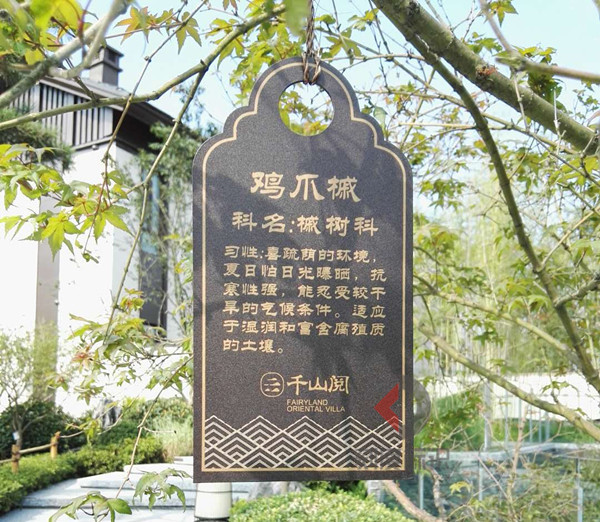 鸡爪槭
科名:槭树科
习性:喜疏荫的环境,
夏日怕日光曝晒, 抗
寒性强, 能忍受较干
旱的气候条件。适应
于湿润和富含腐殖质
的土壤。
三千山阅
FAIRYLAND
ORIENTAL VILLA